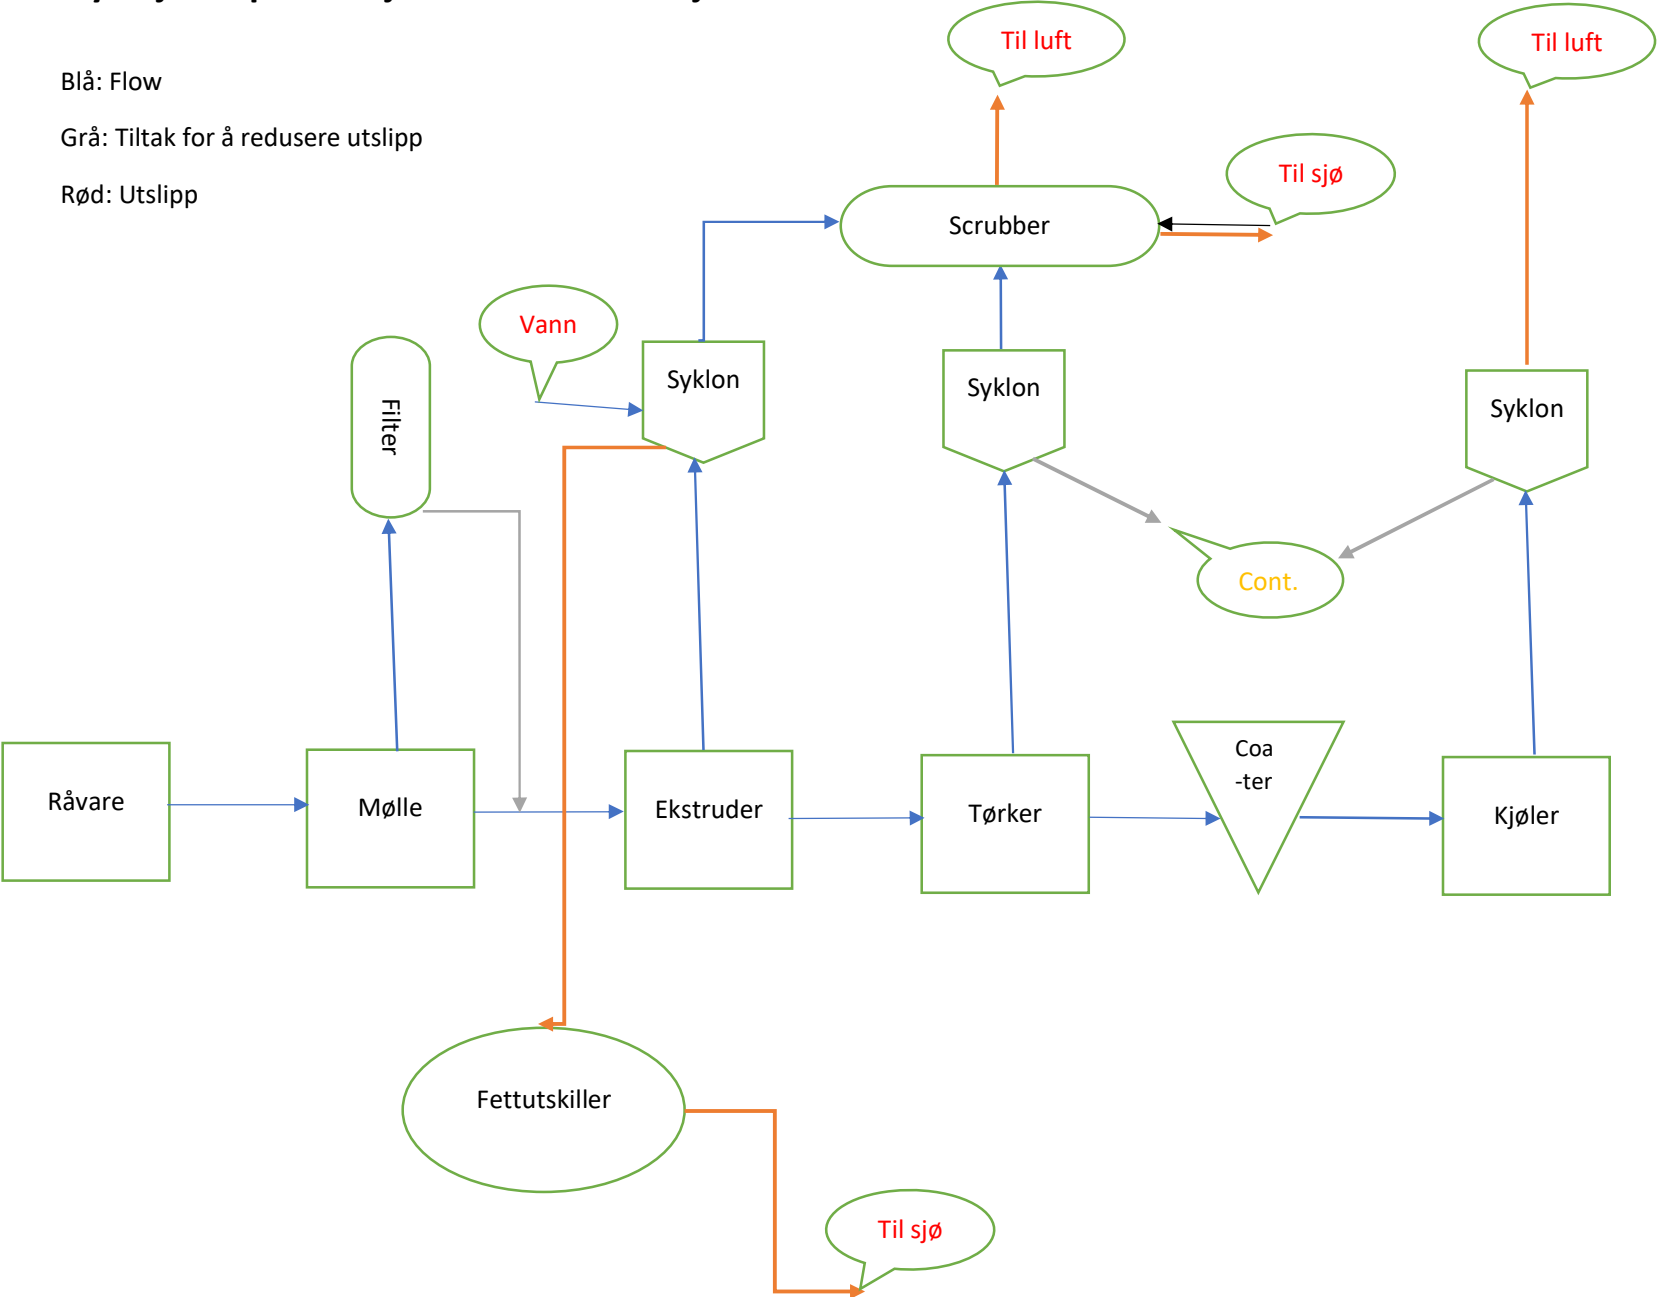 Til luft
Til luft
Blå: Flow
Grå: Tiltak for å redusere utslipp
Til sjø
Rød: Utslipp
Scrubber
Vann
Syklon
Syklon
Syklon
Filter
Cont.
Råvare
Mølle
Ekstruder
Tørker
Coa
-ter
Kjøler
Fettutskiller
Til sjø